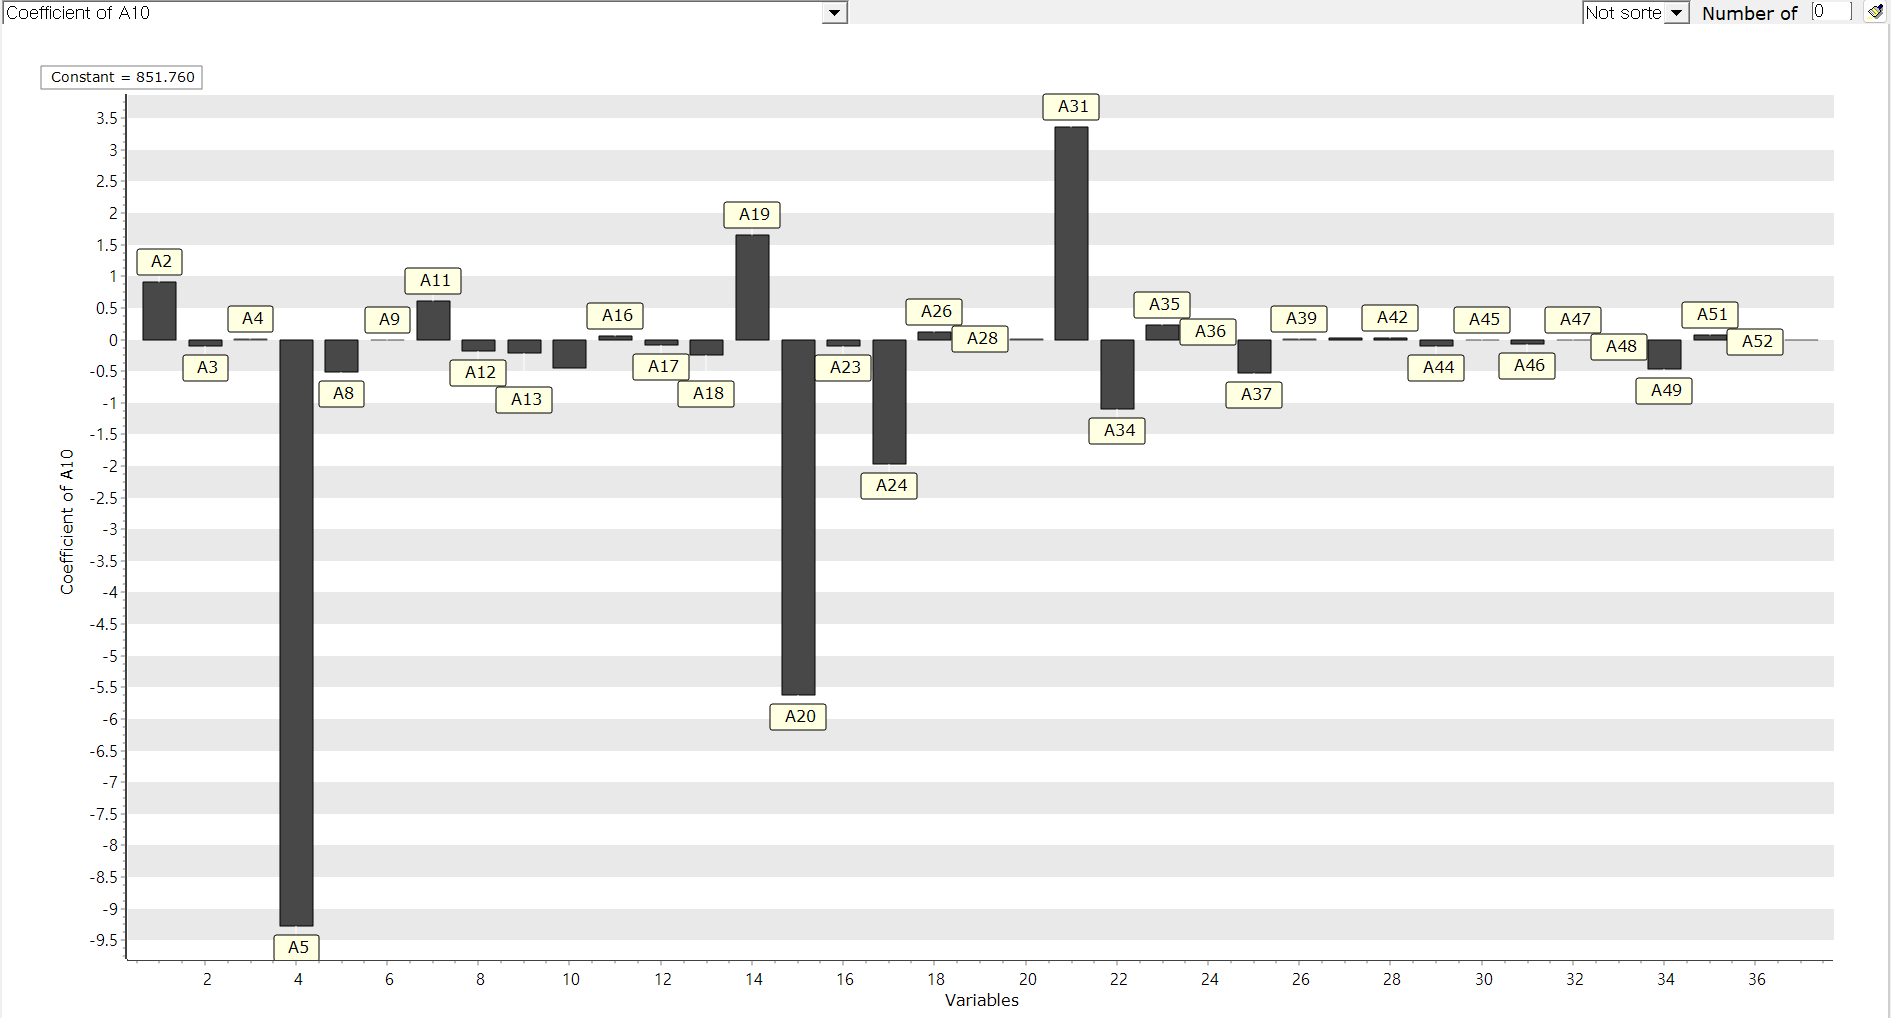 Coefficient of A10
Not sorte
Number of
0
Constant = 851.760
3.5
3
2.5
2
1.5
1
0.5
0
-0.5
-1
-1.5
-2
-2.5
-3
-3.5
-4
-4.5
-5
-5.5
-6
-6.5
-7
-7.5
-8
-8.5
-9
-9.5
Coefficient of A10
A2
A3
A4
A5
A8
A9
A11
A12
A13
A16
A17
A18
A19
A20
A23
A24
A26
A28
A31
A34
A35
A36
A37
A39
A42
A44
A45
A46
A47
A48
A49
A51
A52
2
4
6
8
10
12
14
16
18
20
22
24
26
28
30
32
34
36
Variables